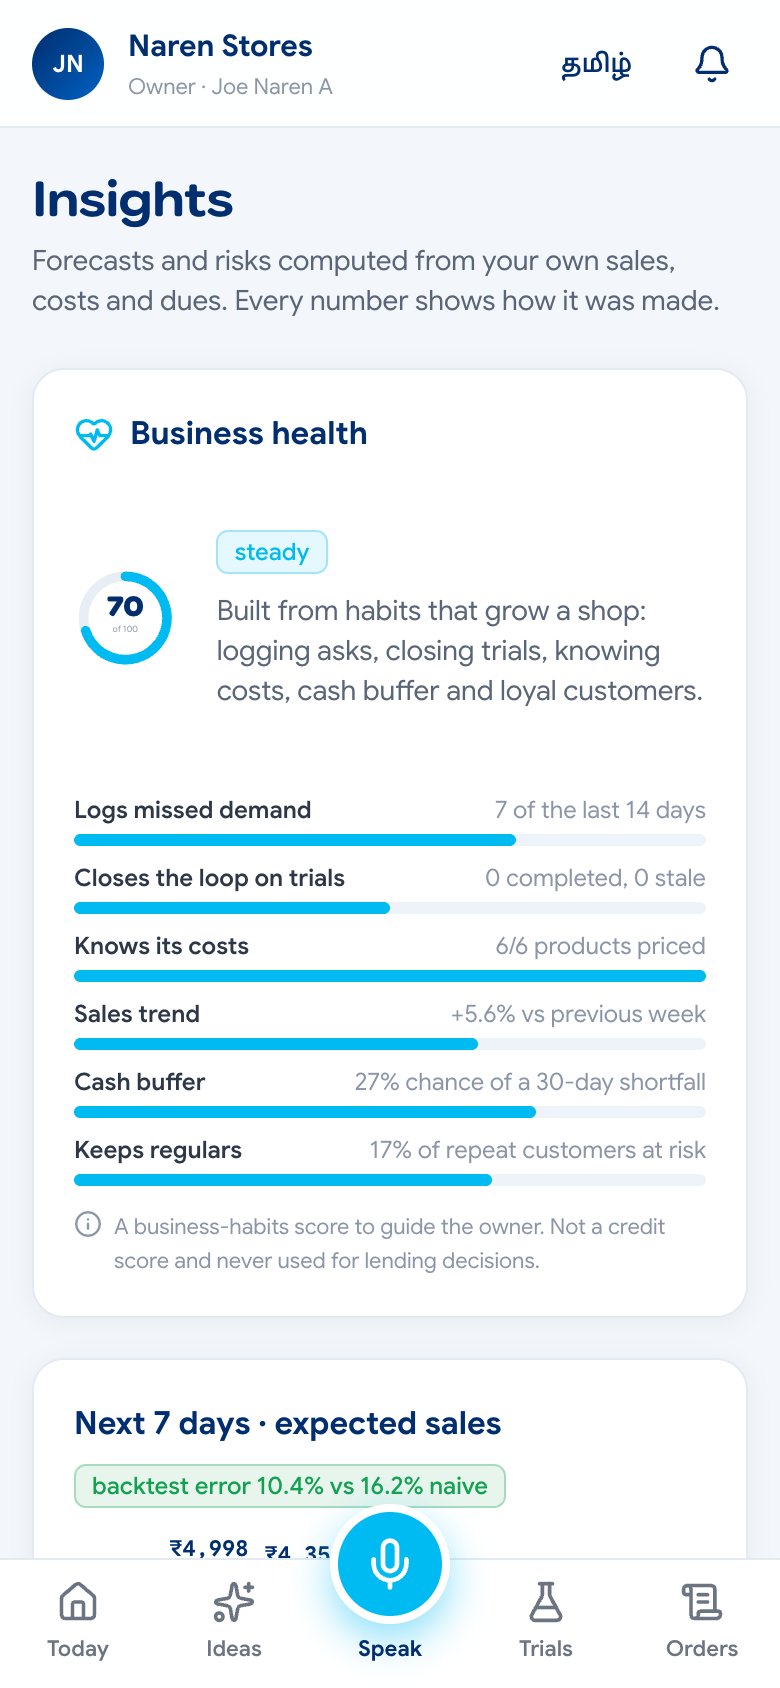 JN
Naren Stores
Owner · Joe Naren A
தமிழ்
Insights
Forecasts and risks computed from your own sales,
costs and dues. Every number shows how it was made.
Business health
70
of 100
steady
Built from habits that grow a shop:
logging asks, closing trials, knowing
costs, cash buffer and loyal customers.
Logs missed demand 7 of the last 14 days
Closes the loop on trials 0 completed, 0 stale
Knows its costs 6/6 products priced
Sales trend +5.6% vs previous week
Cash buffer 27% chance of a 30-day shortfall
Keeps regulars 17% of repeat customers at risk
A business-habits score to guide the owner. Not a credit
score and never used for lending decisions.
Next 7 days · expected sales
backtest error 10.4% vs 16.2% naive
₹4,998
Today Ideas Speak Trials Orders